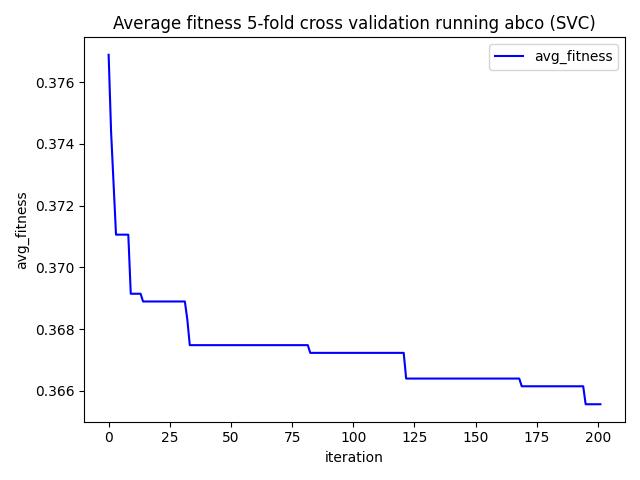 Average fitness 5-fold cross validation running abco (SVC)
avg_fitness
0.376
0.374
0.372
0.370
0.368
0.366
avg_fitness
0 25 50 75 100 125 150 175 200
iteration